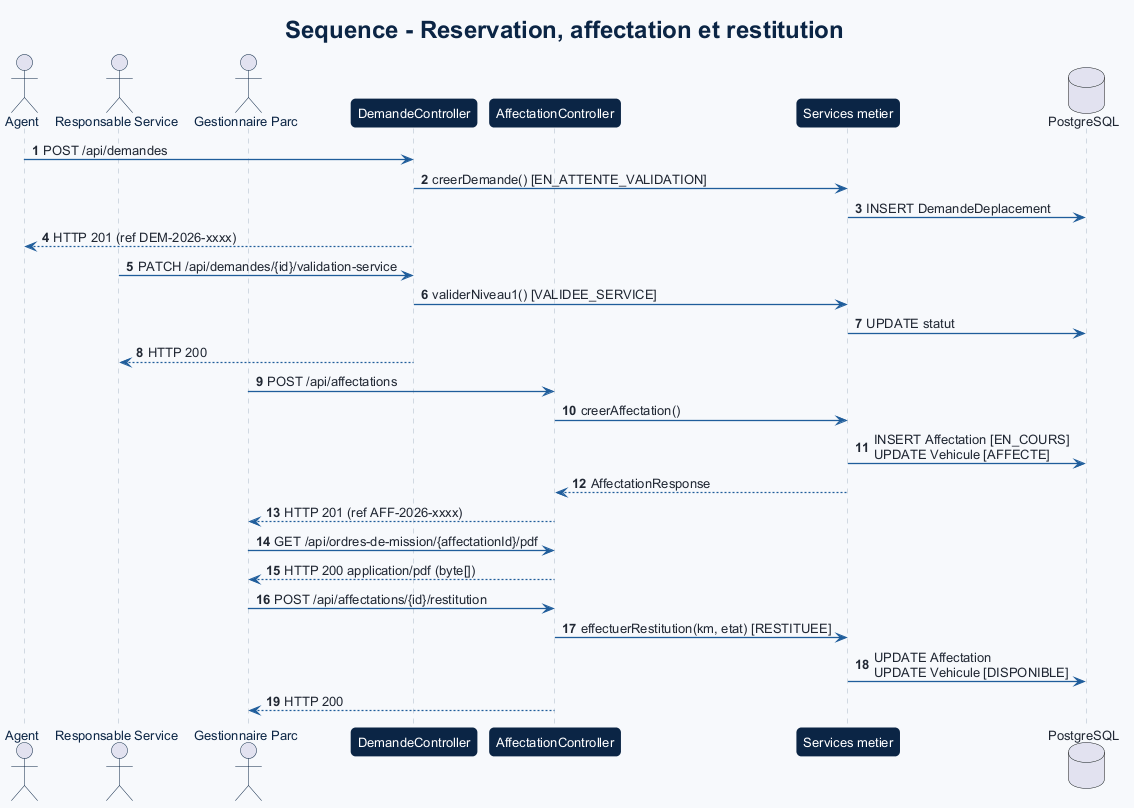 Sequence - Reservation, affectation et restitution
Agent
Responsable Service
Gestionnaire Parc
DemandeController
AffectationController
Services metier
PostgreSQL
1 POST /api/demandes
2 creerDemande() [EN_ATTENTE_VALIDATION]
3 INSERT DemandeDeplacement
4 HTTP 201 (ref DEM-2026-xxxx)
5 PATCH /api/demandes/{id}/validation-service
6 validerNiveau1() [VALIDEE_SERVICE]
7 UPDATE statut
8 HTTP 200
9 POST /api/affectations
10 creerAffectation()
11 INSERT Affectation [EN_COURS]
UPDATE Vehicule [AFFECTE]
12 AffectationResponse
13 HTTP 201 (ref AFF-2026-xxxx)
14 GET /api/ordres-de-mission/{affectationId}/pdf
15 HTTP 200 application/pdf (byte[])
16 POST /api/affectations/{id}/restitution
17 effectuerRestitution(km, etat) [RESTITUEE]
18 UPDATE Affectation
UPDATE Vehicule [DISPONIBLE]
19 HTTP 200
Agent
Responsable Service
Gestionnaire Parc
DemandeController
AffectationController
Services metier
PostgreSQL